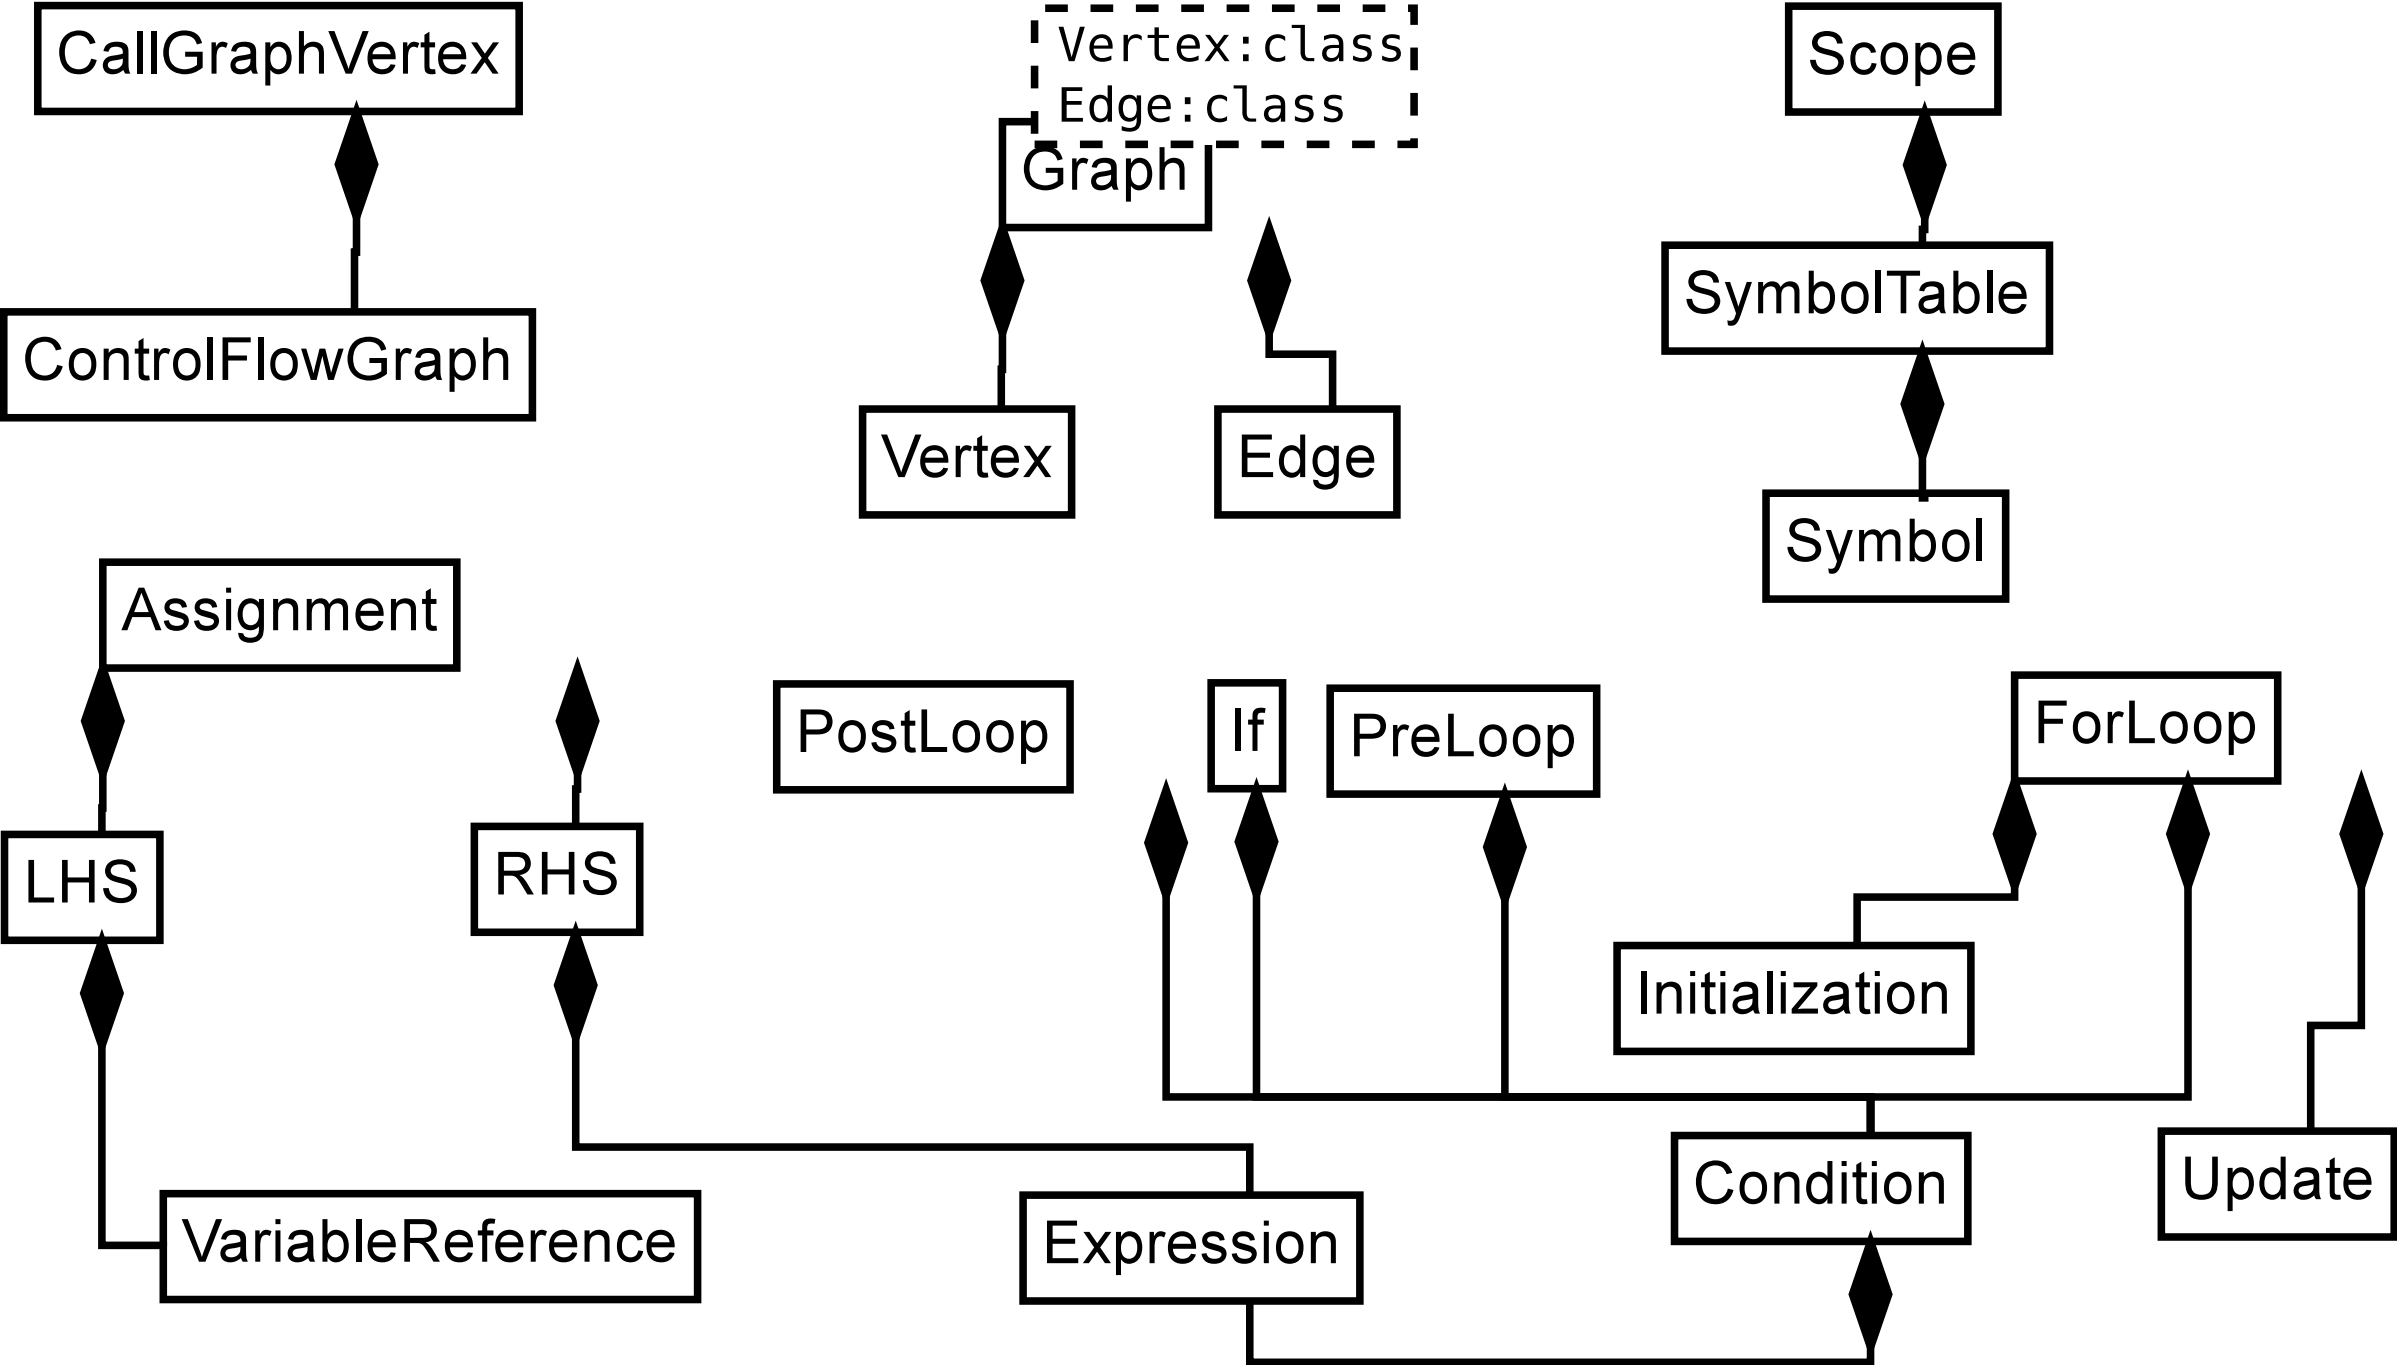 CallGraphVertex
Vertex:class
Edge:class
Graph
Scope
ControlFlowGraph
SymbolTable
Vertex
Edge
Symbol
Assignment
PostLoop
If
PreLoop
ForLoop
LHS
RHS
Initialization
VariableReference
Expression
Condition
Update